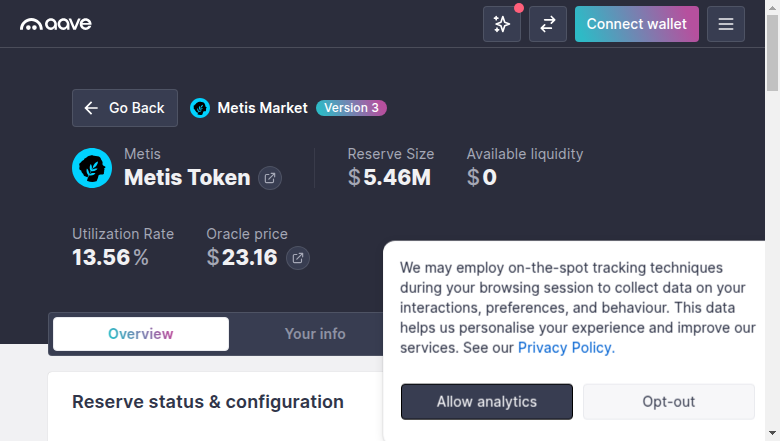 aave
Connect wallet
Go Back
Metis Market
Version 3
Metis
Metis Token
Reserve Size
$5.46M
Available liquidity
$0
Utilization Rate
13.56%
Oracle price
$23.16
We may employ on-the-spot tracking techniques
during your browsing session to collect data on your
interactions, preferences, and behaviour. This data
helps us personalise your experience and improve our
services. See our Privacy Policy.
Allow analytics
Opt-out
Overview
Your info
Reserve status & configuration